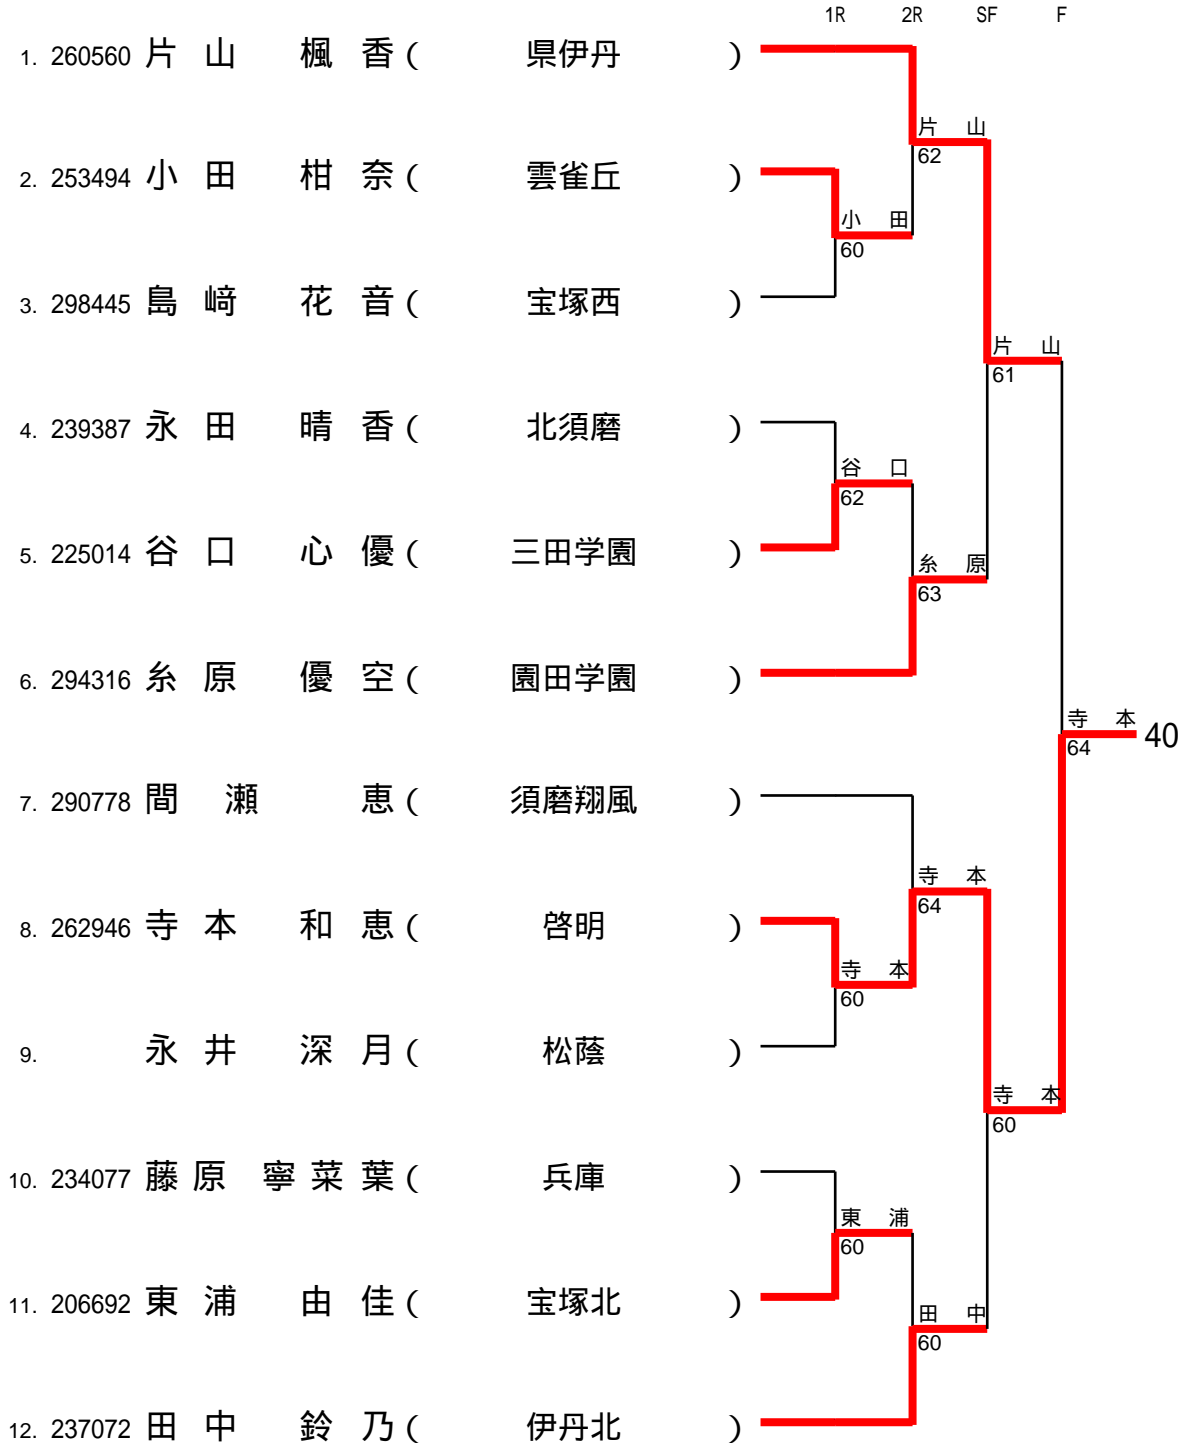 1R 2R SF F
1. 260560 片山 楓香 ( 県伊丹 )
片山
62
2. 253494 小田 柑奈 ( 雲雀丘 )
小田
60
3. 298445 島﨑 花音 ( 宝塚西 )
片山
61
4. 239387 永田 晴香 ( 北須磨 )
谷口
62
5. 225014 谷口 心優 ( 三田学園 )
糸原
63
6. 294316 糸原 優空 ( 園田学園 )
寺本
64
40
7. 290778 間瀬 恵 ( 須磨翔風 )
寺本
64
8. 262946 寺本 和恵 ( 啓明 )
寺本
60
9. 永井 深月 ( 松蔭 )
寺本
60
10. 234077 藤原 寧菜葉 ( 兵庫 )
東浦
60
11. 206692 東浦 由佳 ( 宝塚北 )
田中
60
12. 237072 田中 鈴乃 ( 伊丹北 )